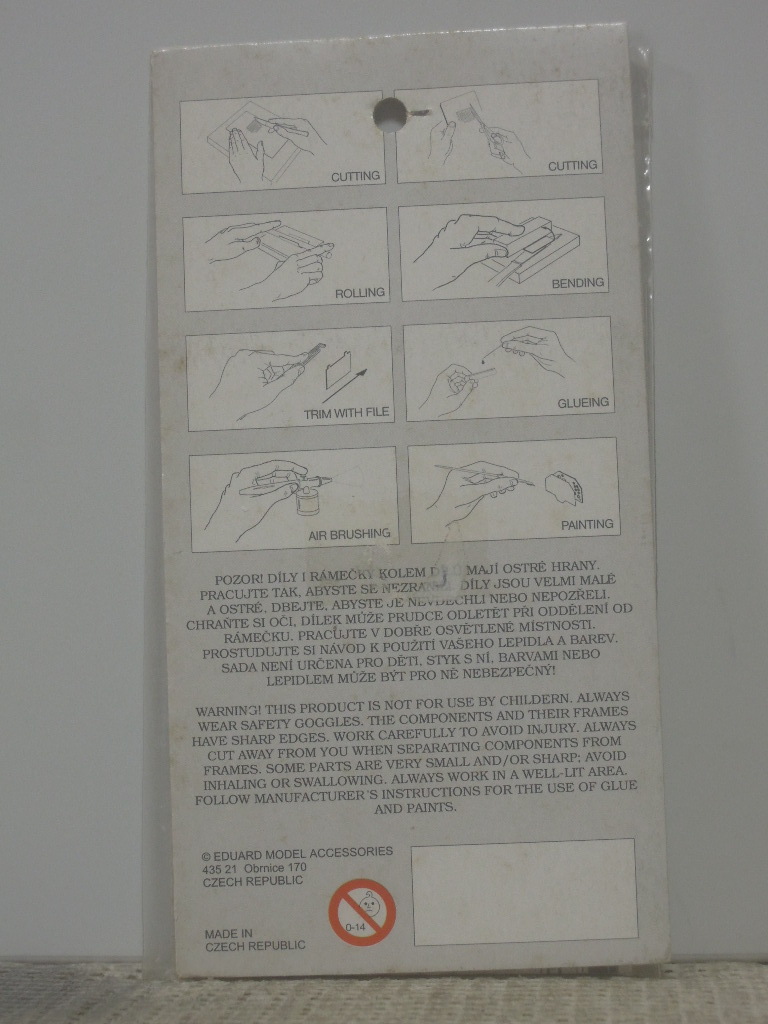 CUTTING
CUTTING
ROLLING
BENDING
TRIM WITH FILE
GLUEING
AIR BRUSHING
PAINTING
POZOR! DÍLY I RÁMEČKY KOLEM MAJÍ OSTRÉ HRANY.
PRACUJTE TAK, ABYSTE SE DÍLY JSOU VELMI MALÉ
A OSTRÉ, DBEJTE, ABYSTE JE NEVDECHLI NEBO NEPOZŘELI.
CHRAŇTE SI OČI, DÍLEK MŮŽE PRUDCE ODLETĚT PŘI ODDĚLENÍ OD
RÁMEČKU. PRACŮJTE V DOBŘE OSVĚTLENÉ MÍSTNOSTI.
PROSTUDUJTE SI NÁVOD K POUŽITÍ VAŠEHO LEPIDLA A BAREV.
SADA NENÍ URČENA PRO DĚTI, STYK S NÍ, BARVAMI NEBO
LEPIDLEM MŮŽE BÝT PRO NĚ NEBEZPEČNÝ!
WARNING! THIS PRODUCT IS NOT FOR USE BY CHILDERN. ALWAYS
WEAR SAFETY GOGGLES. THE COMPONENTS AND THEIR FRAMES
HAVE SHARP EDGES. WORK CAREFULLY TO AVOID INJURY. ALWAYS
CUT AWAY FROM YOU WHEN SEPARATING COMPONENTS FROM
FRAMES. SOME PARTS ARE VERY SMALL AND/OR SHARP; AVOID
INHALING OR SWALLOWING. ALWAYS WORK IN A WELL-LIT AREA.
FOLLOW MANUFACTURER'S INSTRUCTIONS FOR THE USE OF GLUE
AND PAINTS.
© EDUARD MODEL ACCESSORIES
435 21 Obrnice 170
CZECH REPUBLIC
0-14
MADE IN
CZECH REPUBLIC